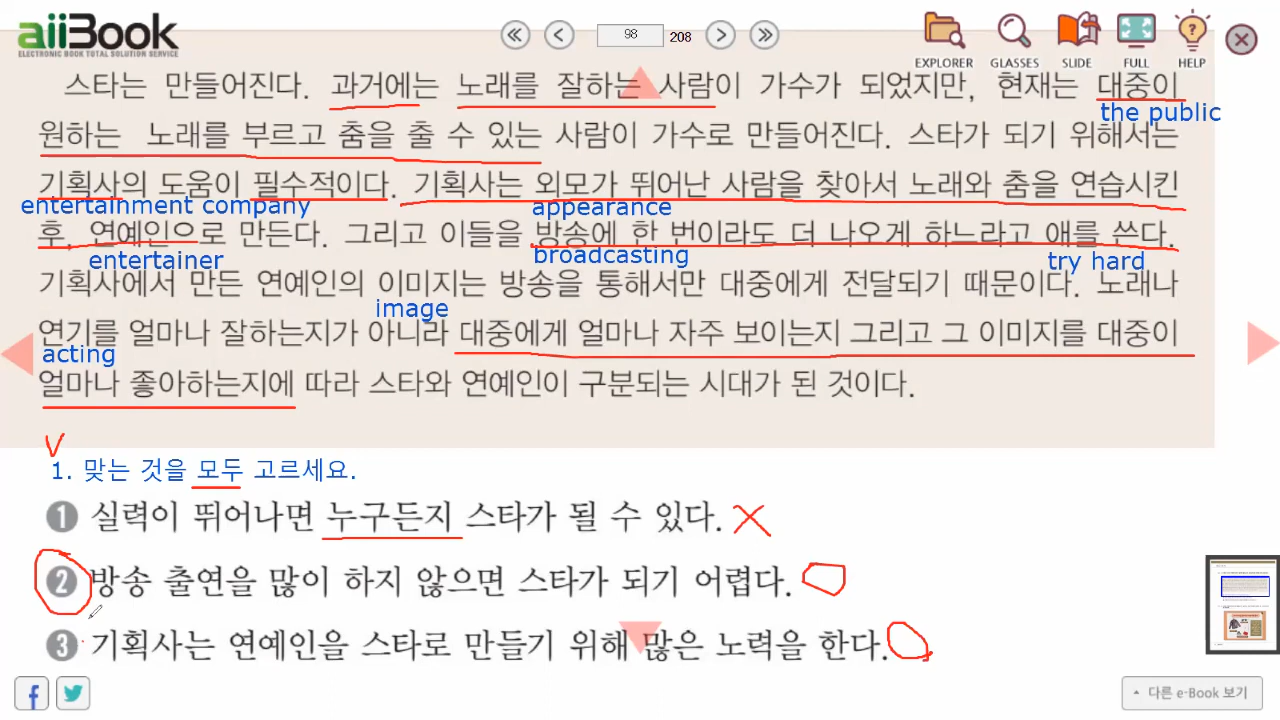 aiiBook
ELECTRONIC BOOK TOTAL SOLUTION SERVICE
98 208
EXPLORER GLASSES SLIDE FULL HELP
스타는 만들어진다. 과거에는 노래를 잘하는 사람이 가수가 되었지만, 현재는 대중이
the public
원하는 노래를 부르고 춤을 출 수 있는 사람이 가수로 만들어진다. 스타가 되기 위해서는
기획사의 도움이 필수적이다. 기획사는 외모가 뛰어난 사람을 찾아서 노래와 춤을 연습시킨
entertainment company appearance
후, 연예인으로 만든다. 그리고 이들을 방송에 한 번이라도 더 나오게 하느라고 애를 쓴다.
entertainer broadcasting try hard
기획사에서 만든 연예인의 이미지는 방송을 통해서만 대중에게 전달되기 때문이다. 노래나
image
연기를 얼마나 잘하는지가 아니라 대중에게 얼마나 자주 보이는지 그리고 그 이미지를 대중이
acting
얼마나 좋아하는지에 따라 스타와 연예인이 구분되는 시대가 된 것이다.
1. 맞는 것을 모두 고르세요.
❶ 실력이 뛰어나면 누구든지 스타가 될 수 있다.
❷ 방송 출연을 많이 하지 않으면 스타가 되기 어렵다.
❸ 기획사는 연예인을 스타로 만들기 위해 많은 노력을 한다.
다른 e-Book 보기